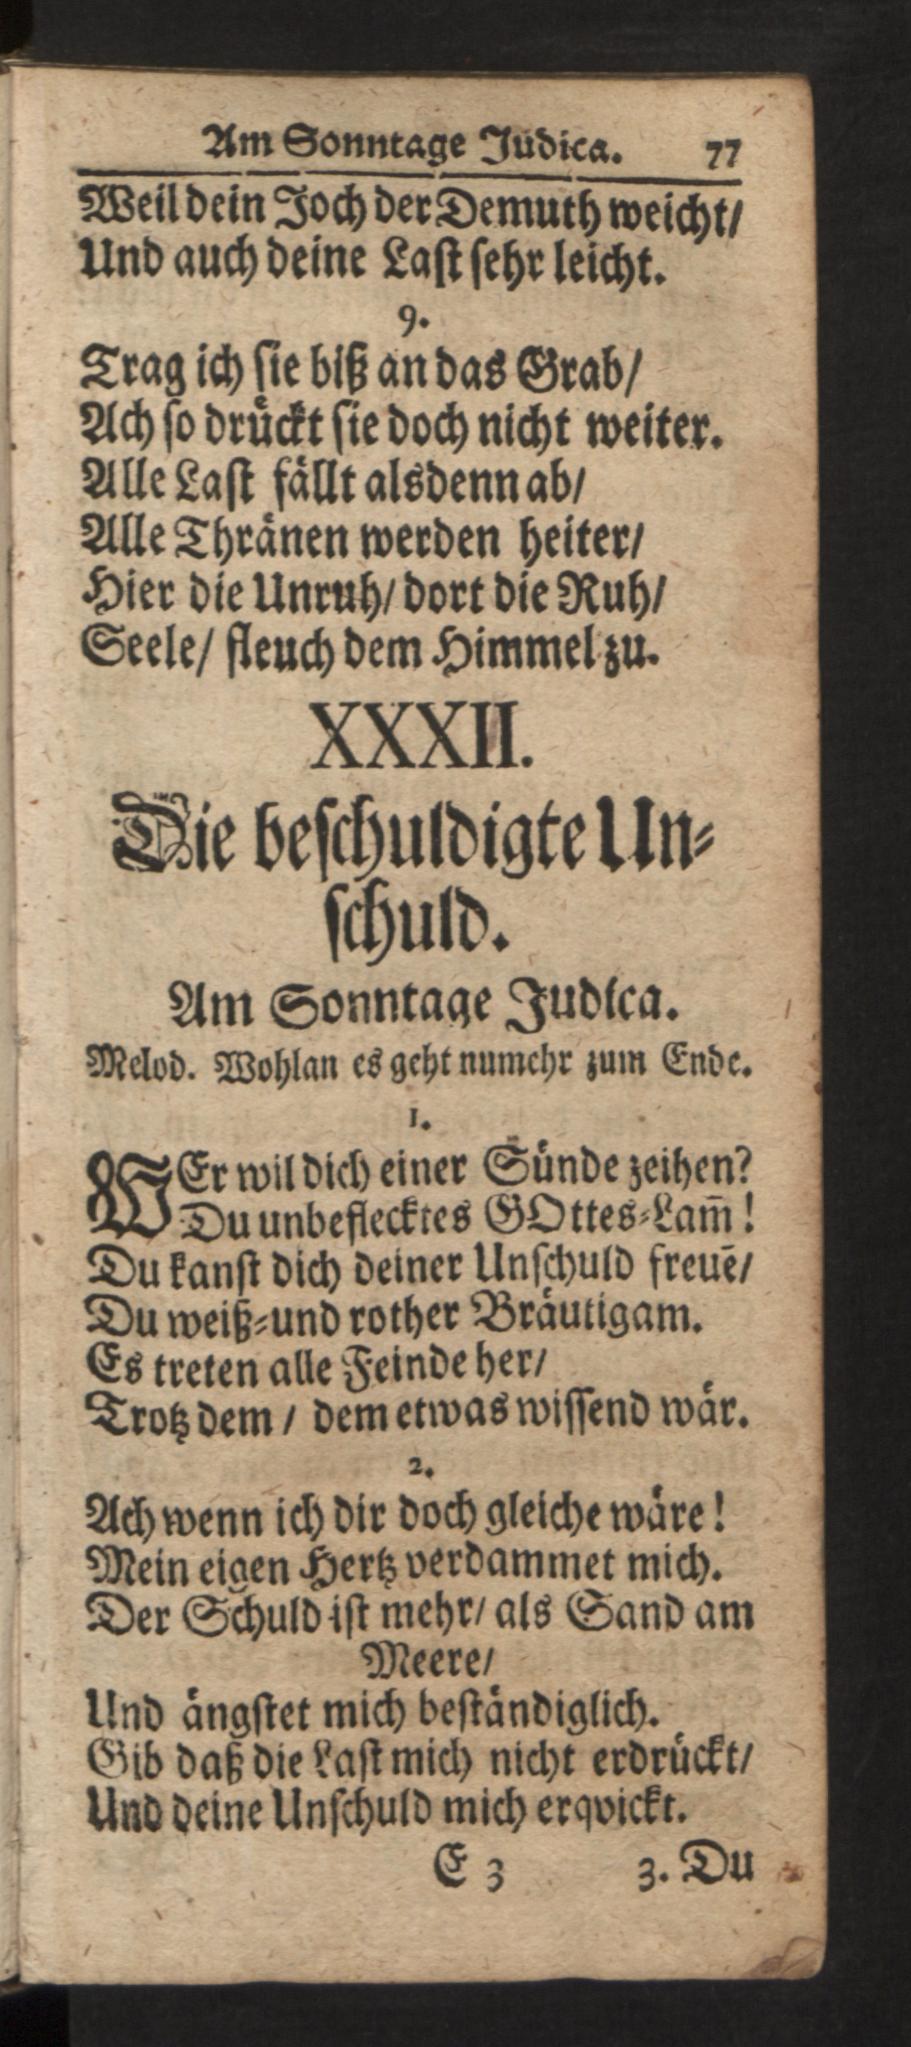 Am Sonntage Judica. 77
Weil dein Joch der Demuth weicht/
Und auch deine Last sehr leicht.
9.
Trag ich sie biß an das Grab/
Ach so drückt sie doch nicht weiter.
Alle Last fällt alsdenn ab/
Alle Thränen werden heiter/
Hier die Unruh/ dort die Ruh/
Seele/ fleuch dem Himmel zu.
XXXII.
Die beschuldigte Un-
schuld.
Am Sonntage Judica.
Melod. Wohlan es geht numehr zum Ende.
1.
WEr wil dich einer Sünde zeihen?
Du unbeflecktes GOttes-Lam̄!
Du kanst dich deiner Unschuld freuē/
Du weiß-und rother Bräutigam.
Es treten alle Feinde her/
Trotz dem/ dem etwas wissend wär.
2.
Ach wenn ich dir doch gleiche wäre!
Mein eigen Hertz verdammet mich.
Der Schuld ist mehr/ als Sand am
Meere/
Und ängstet mich beständiglich.
Gib daß die Last mich nicht erdrückt/
Und deine Unschuld mich erqvickt.
E 3 3. Du